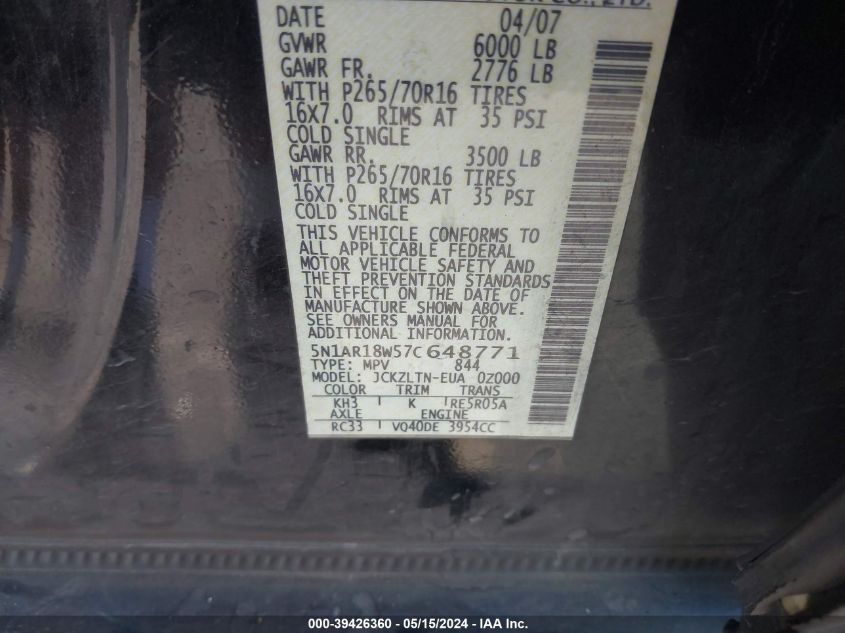 CO., LTD.
DATE 04/07
GVWR 6000 LB
GAWR FR. 2776 LB
WITH P265/70R16 TIRES
16X7.0 RIMS AT 35 PSI
COLD SINGLE
GAWR RR. 3500 LB
WITH P265/70R16 TIRES
16X7.0 RIMS AT 35 PSI
COLD SINGLE
THIS VEHICLE CONFORMS TO
ALL APPLICABLE FEDERAL
MOTOR VEHICLE SAFETY AND
THEFT PREVENTION STANDARDS
IN EFFECT ON THE DATE OF
MANUFACTURE SHOWN ABOVE.
SEE OWNERS MANUAL FOR
ADDITIONAL INFORMATION.
5N1AR18W57C648771
TYPE: MPV 844
MODEL: JCKZLTN-EUA 0Z000
COLOR TRIM TRANS
KH3 K RE5R05A
AXLE ENGINE
RC33 VQ40DE 3954CC
000-39426360 - 05/15/2024 - IAA Inc.